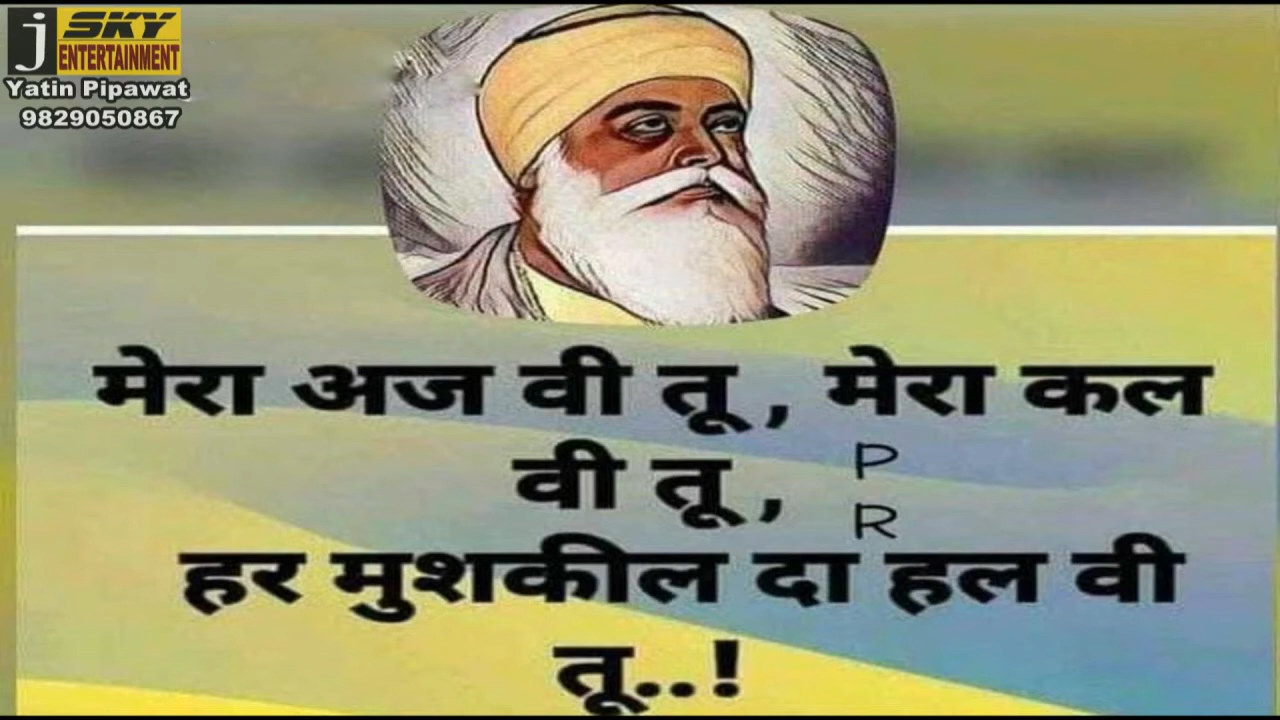 j SKY
ENTERTAINMENT
Yatin Pipawat
9829050867
मेरा अज वी तू , मेरा कल
वी तू , P
R
हर मुशकील दा हल वी
तू..!